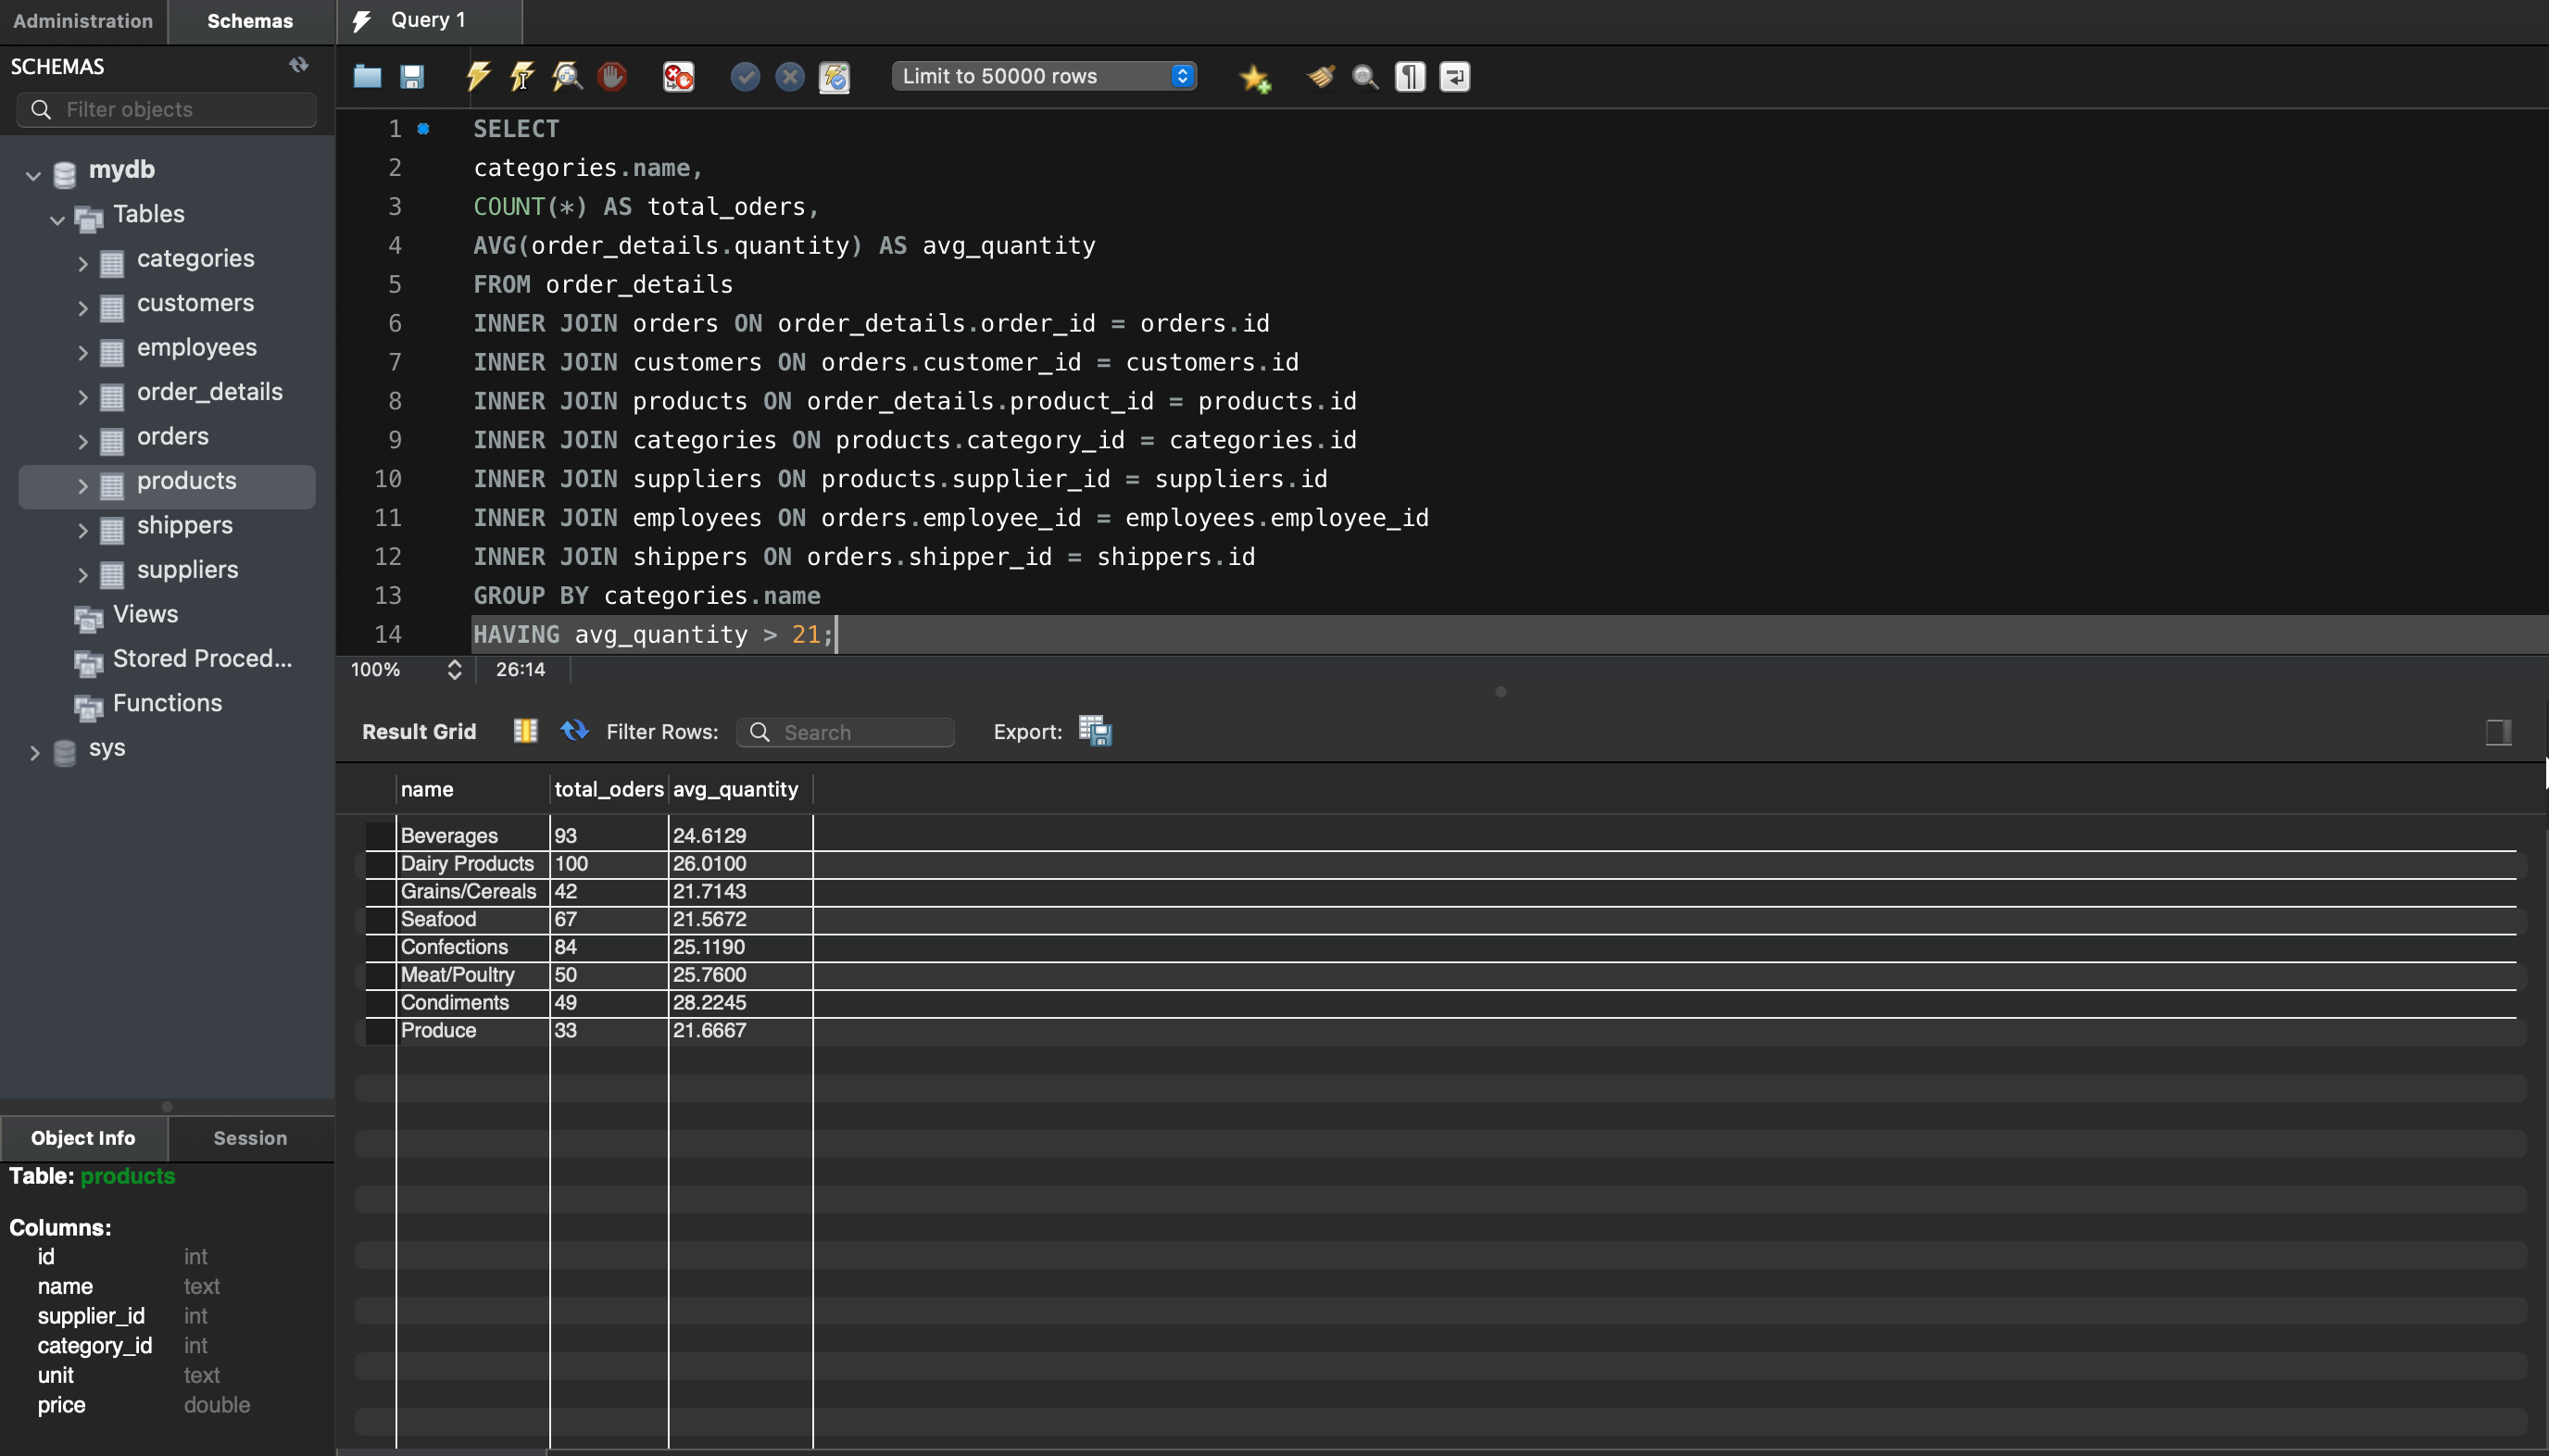 Administration
Schemas
Query 1
SCHEMAS
Filter objects
Limit to 50000 rows
mydb
Tables
categories
customers
employees
order_details
orders
products
shippers
suppliers
Views
Stored Proced...
Functions
sys
1 SELECT
2 categories.name,
3 COUNT(*) AS total_oders,
4 AVG(order_details.quantity) AS avg_quantity
5 FROM order_details
6 INNER JOIN orders ON order_details.order_id = orders.id
7 INNER JOIN customers ON orders.customer_id = customers.id
8 INNER JOIN products ON order_details.product_id = products.id
9 INNER JOIN categories ON products.category_id = categories.id
10 INNER JOIN suppliers ON products.supplier_id = suppliers.id
11 INNER JOIN employees ON orders.employee_id = employees.employee_id
12 INNER JOIN shippers ON orders.shipper_id = shippers.id
13 GROUP BY categories.name
14 HAVING avg_quantity > 21;
100% 26:14
Result Grid Filter Rows: Search Export:
name total_oders avg_quantity
Beverages 93 24.6129
Dairy Products 100 26.0100
Grains/Cereals 42 21.7143
Seafood 67 21.5672
Confections 84 25.1190
Meat/Poultry 50 25.7600
Condiments 49 28.2245
Produce 33 21.6667
Object Info Session
Table: products
Columns:
id int
name text
supplier_id int
category_id int
unit text
price double